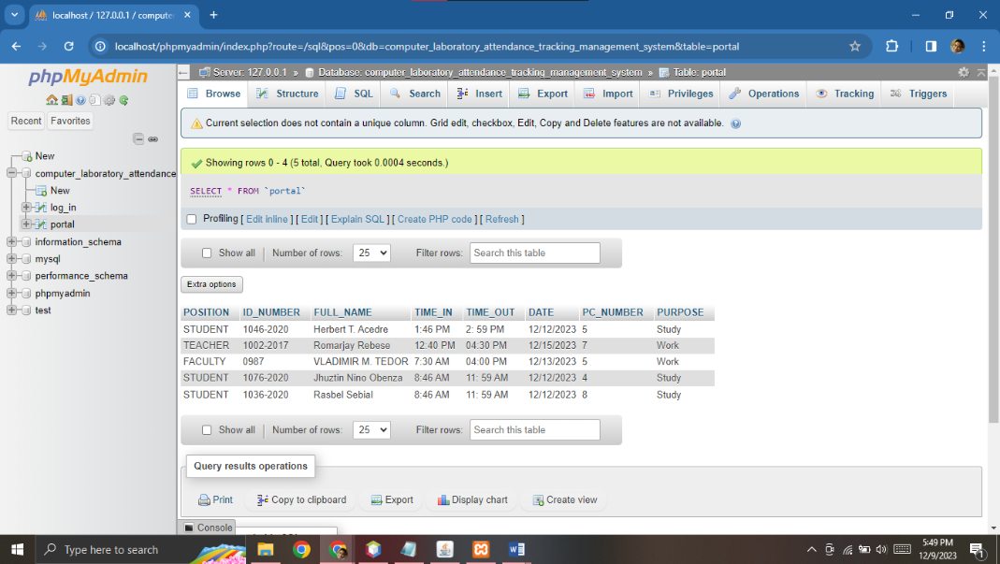 localhost / 127.0.0.1 / compute
localhost/phpmyadmin/index.php?route=/sql&pos=0&db=computer_laboratory_attendance_tracking_management_system&table=portal
phpMyAdmin
Recent Favorites
New
computer_laboratory_attendance
New
log_in
portal
information_schema
mysql
performance_schema
phpmyadmin
test
Server: 127.0.0.1 » Database: computer_laboratory_attendance_tracking_management_system » Table: portal
Browse Structure SQL Search Insert Export Import Privileges Operations Tracking Triggers
Current selection does not contain a unique column. Grid edit, checkbox, Edit, Copy and Delete features are not available.
Showing rows 0 - 4 (5 total, Query took 0.0004 seconds.)
SELECT * FROM `portal`
Profiling [ Edit inline ] [ Edit ] [ Explain SQL ] [ Create PHP code ] [ Refresh ]
Show all Number of rows: 25 Filter rows: Search this table
Extra options
POSITION ID_NUMBER FULL_NAME TIME_IN TIME_OUT DATE PC_NUMBER PURPOSE
STUDENT 1046-2020 Herbert T. Acedre 1:46 PM 2: 59 PM 12/12/2023 5 Study
TEACHER 1002-2017 Romarjay Rebese 12:40 PM 04:30 PM 12/15/2023 7 Work
FACULTY 0987 VLADIMIR M. TEDOR 7:30 AM 04:00 PM 12/13/2023 5 Work
STUDENT 1076-2020 Jhuztin Nino Obenza 8:46 AM 11: 59 AM 12/12/2023 4 Study
STUDENT 1036-2020 Rasbel Sebial 8:46 AM 11: 59 AM 12/12/2023 8 Study
Show all Number of rows: 25 Filter rows: Search this table
Query results operations
Print Copy to clipboard Export Display chart Create view
Console
Type here to search
5:49 PM
12/9/2023
1